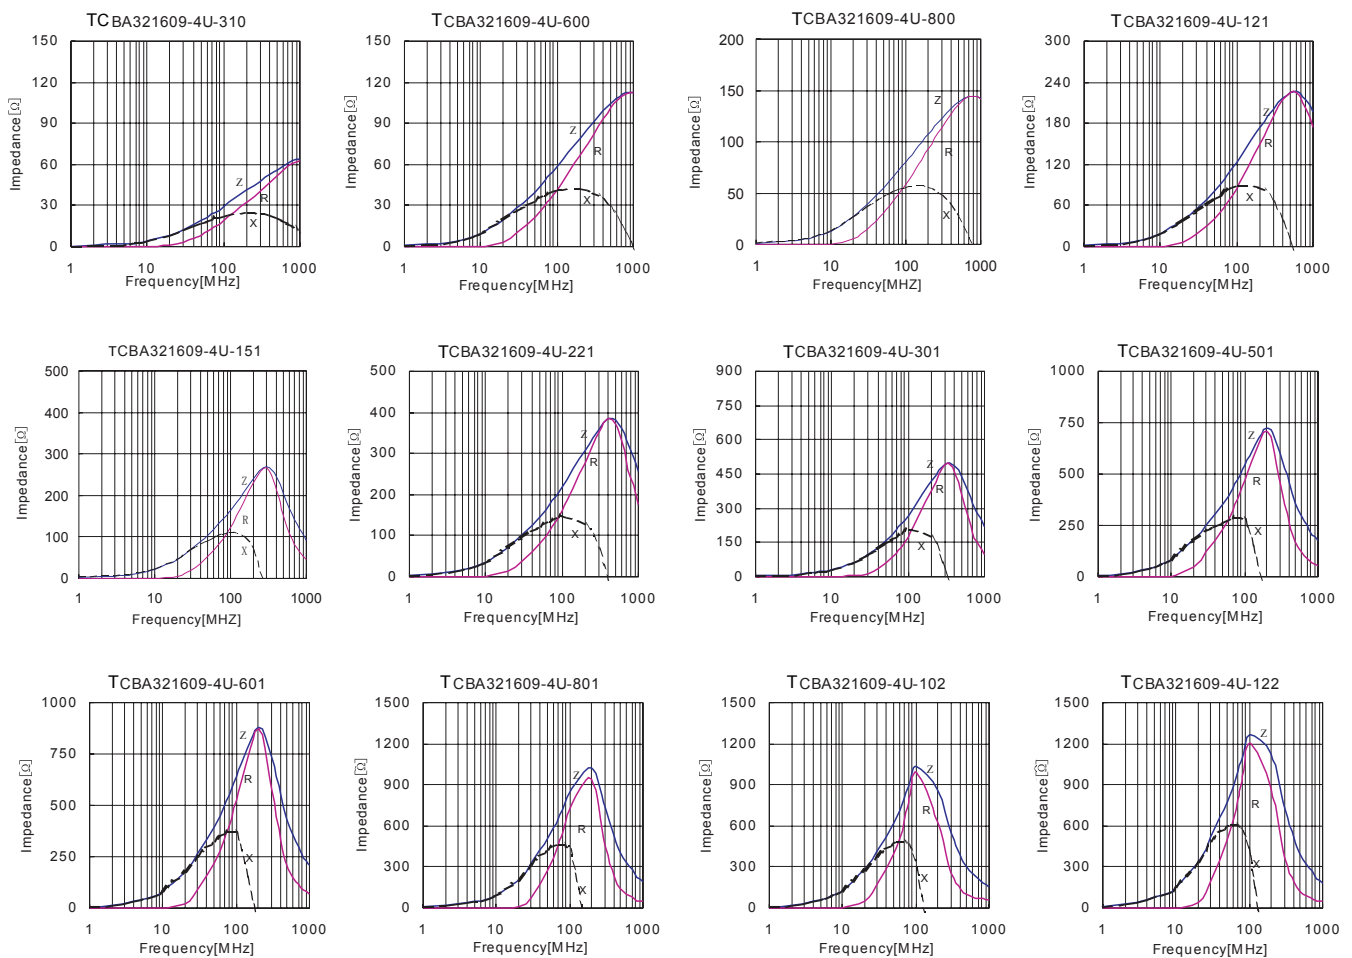 TCBA321609-4U-310
150
120
90
60
30
0
Impedance[Ω]
Z
R
X
1 10 100 1000
Frequency[MHz]
TCBA321609-4U-600
150
120
90
60
30
0
Impedance[Ω]
Z
R
X
1 10 100 1000
Frequency[MHz]
TCBA321609-4U-800
200
150
100
50
0
Impedance[Ω]
Z
R
X
1 10 100 1000
Frequency[MHZ]
TCBA321609-4U-121
300
240
180
120
60
0
Impedance[Ω]
Z
R
X
1 10 100 1000
Frequency[MHz]
TCBA321609-4U-151
500
400
300
200
100
0
Impedance[Ω]
Z
R
X
1 10 100 1000
Frequency[MHZ]
TCBA321609-4U-221
500
400
300
200
100
0
Impedance[Ω]
Z
R
X
1 10 100 1000
Frequency[MHz]
TCBA321609-4U-301
900
750
600
450
300
150
0
Impedance[Ω]
Z
R
X
1 10 100 1000
Frequency[MHz]
TCBA321609-4U-501
1000
750
500
250
0
Impedance[Ω]
Z
R
X
1 10 100 1000
Frequency[MHz]
TCBA321609-4U-601
1000
750
500
250
0
Impedance[Ω]
Z
R
X
1 10 100 1000
Frequency[MHz]
TCBA321609-4U-801
1500
1200
900
600
300
0
Impedance[Ω]
Z
R
X
1 10 100 1000
Frequency[MHz]
TCBA321609-4U-102
1500
1200
900
600
300
0
Impedance[Ω]
Z
R
X
1 10 100 1000
Frequency[MHz]
TCBA321609-4U-122
1500
1200
900
600
300
0
Impedance[Ω]
Z
R
X
1 10 100 1000
Frequency[MHz]